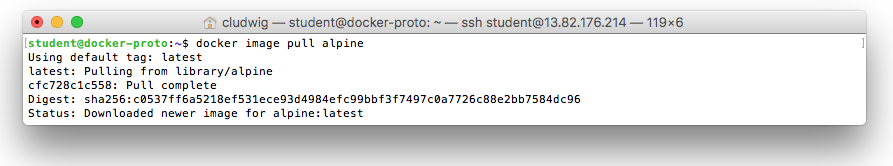 cludwig — student@docker-proto: ~ — ssh student@13.82.176.214 — 119×6
[student@docker-proto:~$ docker image pull alpine ]
Using default tag: latest
latest: Pulling from library/alpine
cfc728c1c558: Pull complete
Digest: sha256:c0537ff6a5218ef531ece93d4984efc99bbf3f7497c0a7726c88e2bb7584dc96
Status: Downloaded newer image for alpine:latest